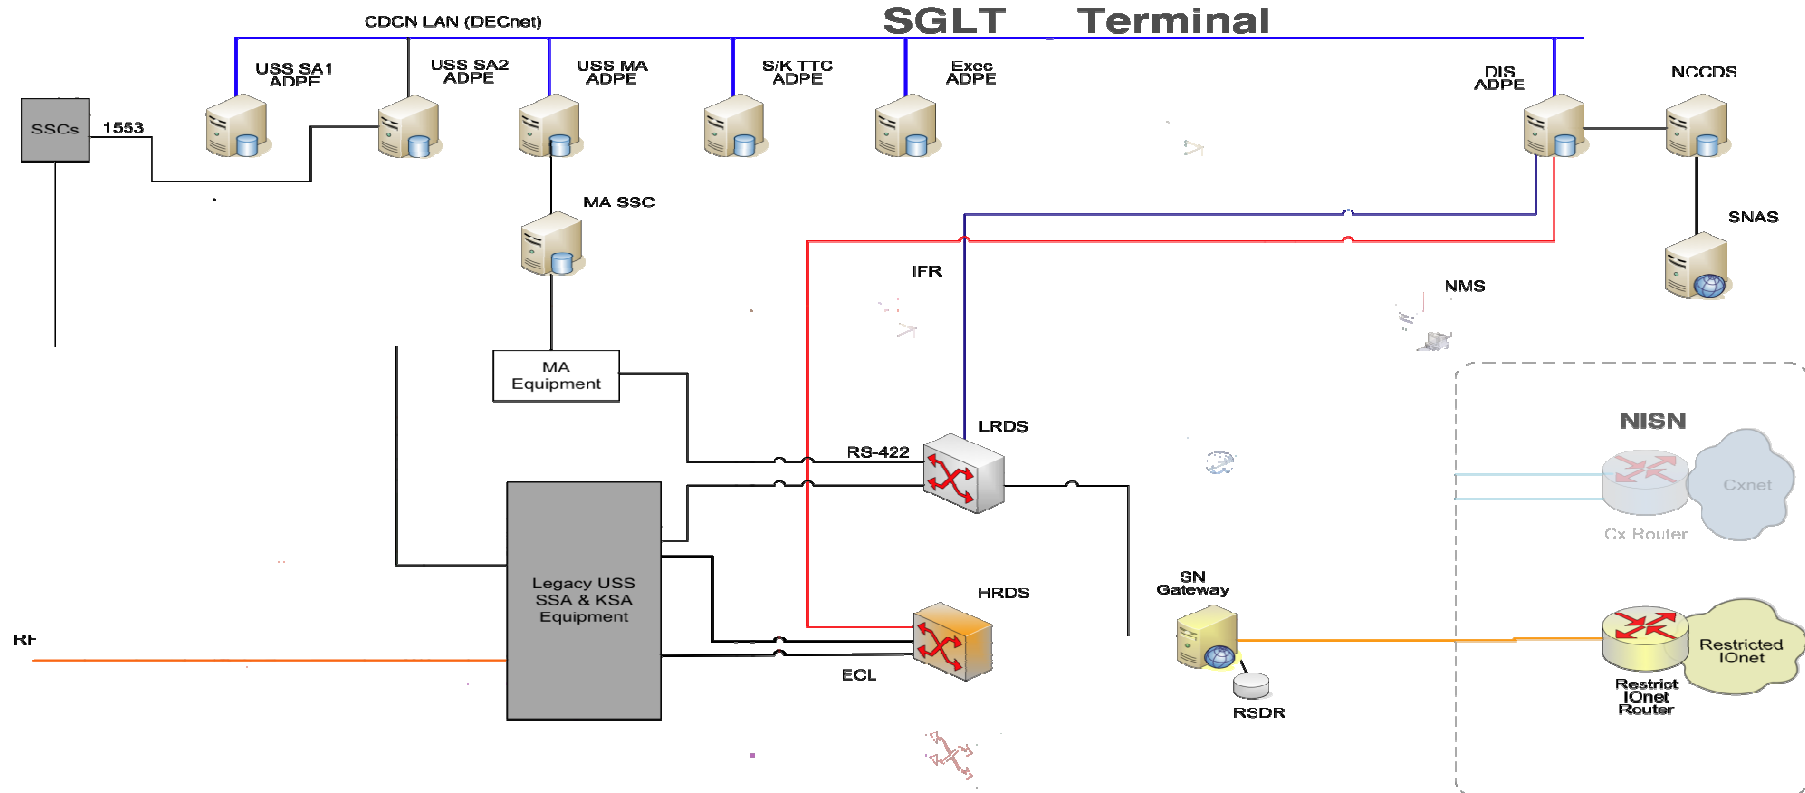 SGLT Terminal
CDCN LAN (DECnet)
USS SA1
ADPE
USS SA2
ADPE
USS MA
ADPE
S/K TTC
ADPE
Exec
ADPE
DIS
ADPE
NCCDS
SSCs
1553
MA SSC
SNAS
IFR
NMS
MA
Equipment
LRDS
NISN
RS-422
Cxnet
Cx Router
Legacy USS
SSA & KSA
Equipment
HRDS
SN
Gateway
RF
ECL
Restricted
IOnet
Restrict
IOnet
Router
RSDR